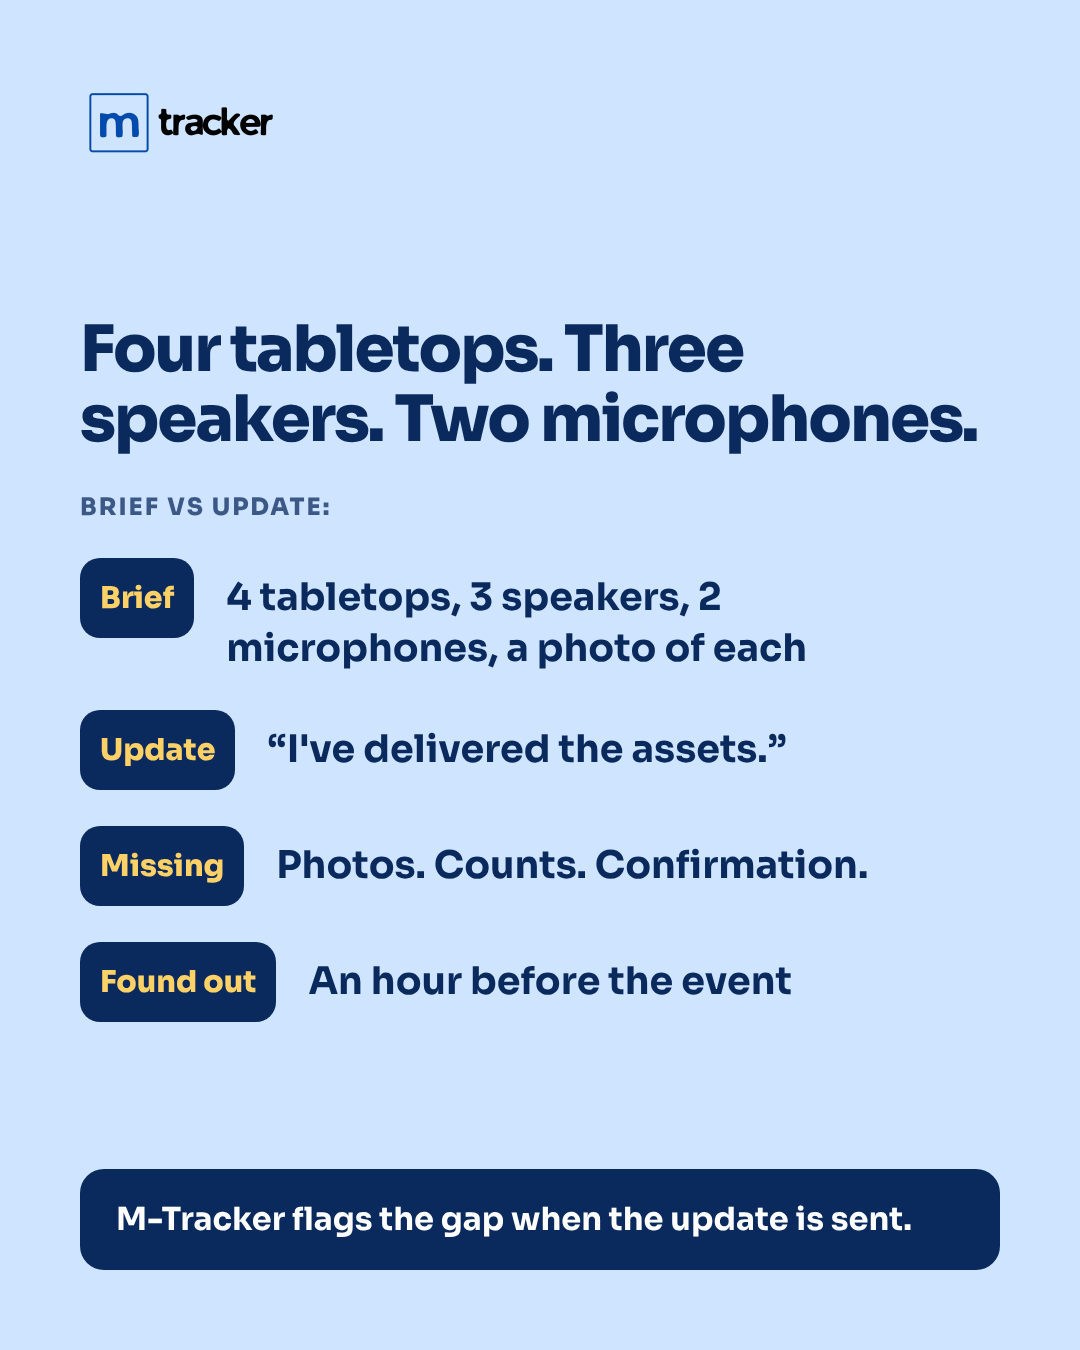 m tracker
Four tabletops. Three
speakers. Two microphones.
BRIEF VS UPDATE:
Brief
4 tabletops, 3 speakers, 2
microphones, a photo of each
Update
“I've delivered the assets.”
Missing
Photos. Counts. Confirmation.
Found out
An hour before the event
M-Tracker flags the gap when the update is sent.